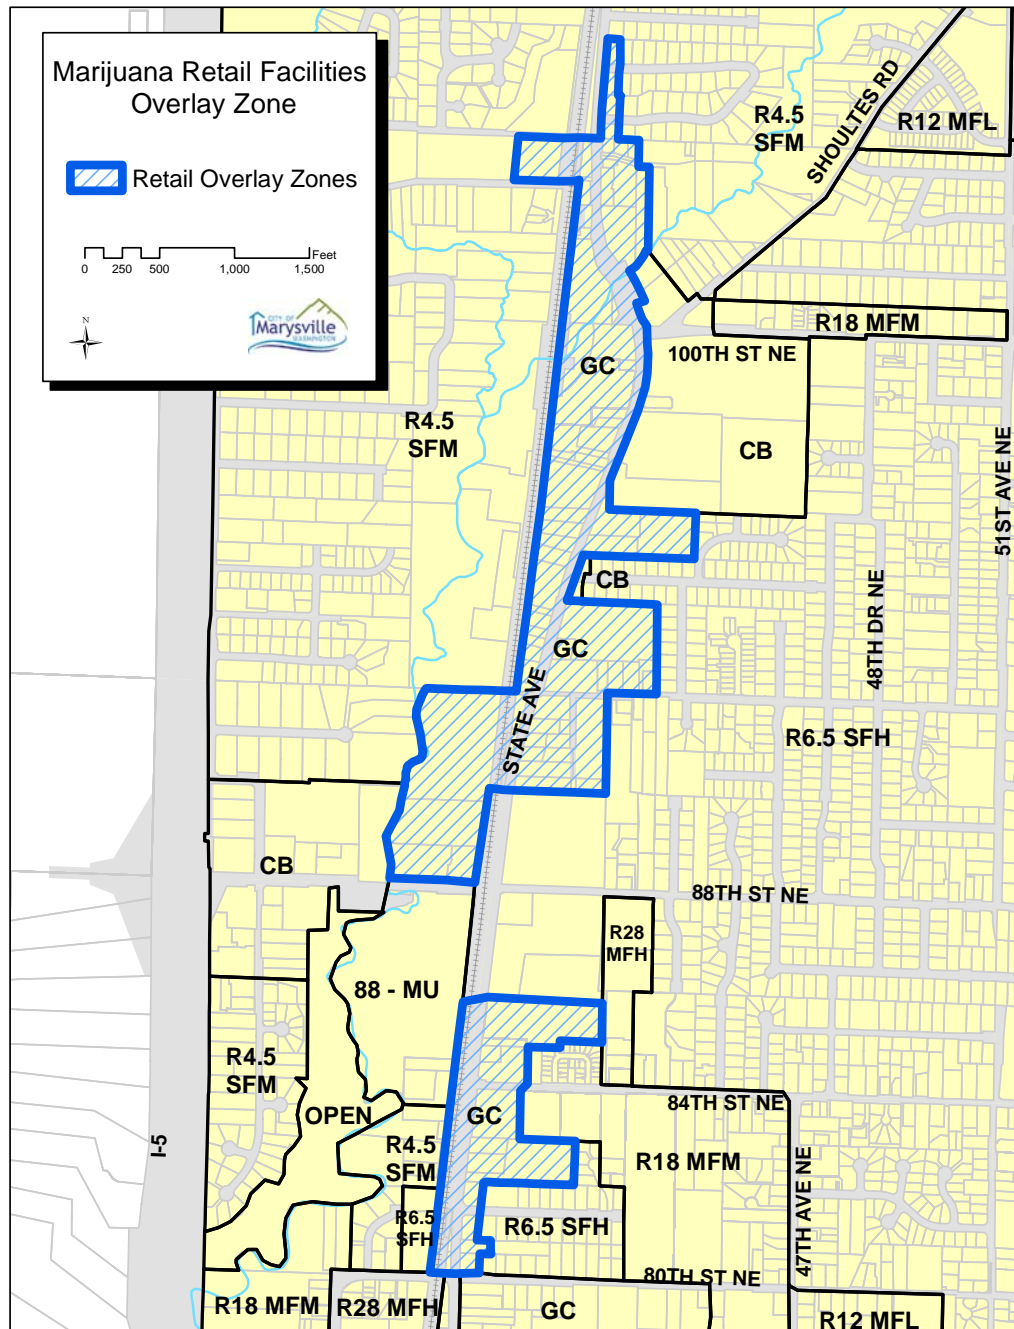 Marijuana Retail Facilities
Overlay Zone
Retail Overlay Zones
Feet
0 250 500 1,000 1,500
N
CITY OF
Marysville
WASHINGTON
R4.5
SFM
SHOULTES RD
R12 MFL
R18 MFM
100TH ST NE
GC
R4.5
SFM
CB
51ST AVE NE
CB
48TH DR NE
GC
STATE AVE
R6.5 SFH
CB
88TH ST NE
R28
MFH
88 - MU
R4.5
SFM
OPEN
GC
84TH ST NE
I-5
R4.5
SFM
R18 MFM
47TH AVE NE
R6.5
SFH
R6.5 SFH
80TH ST NE
R18 MFM
R28 MFH
GC
R12 MFL